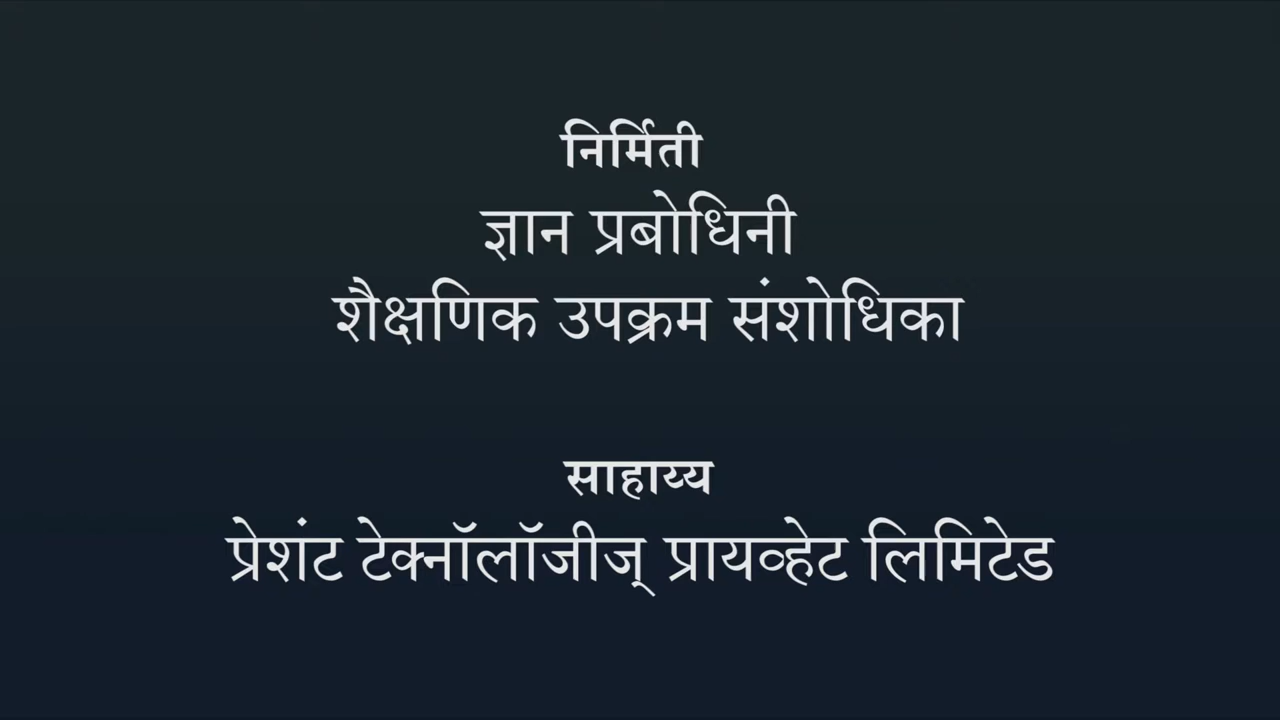 निर्मिती
ज्ञान प्रबोधिनी
शैक्षणिक उपक्रम संशोधिका
साहाय्य
प्रेशंट टेक्नॉलॉजीज् प्रायव्हेट लिमिटेड